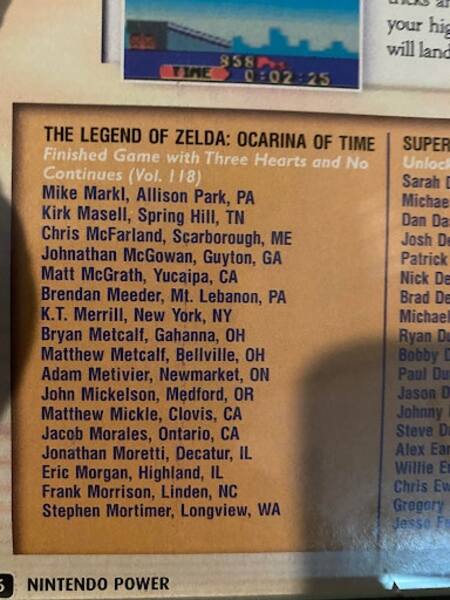 tricks
your hig
will land
858
TIME 0:02:25
THE LEGEND OF ZELDA: OCARINA OF TIME
Finished Game with Three Hearts and No
Continues (Vol. 118)
Mike Markl, Allison Park, PA
Kirk Masell, Spring Hill, TN
Chris McFarland, Scarborough, ME
Johnathan McGowan, Guyton, GA
Matt McGrath, Yucaipa, CA
Brendan Meeder, Mt. Lebanon, PA
K.T. Merrill, New York, NY
Bryan Metcalf, Gahanna, OH
Matthew Metcalf, Bellville, OH
Adam Metivier, Newmarket, ON
John Mickelson, Medford, OR
Matthew Mickle, Clovis, CA
Jacob Morales, Ontario, CA
Jonathan Moretti, Decatur, IL
Eric Morgan, Highland, IL
Frank Morrison, Linden, NC
Stephen Mortimer, Longview, WA
SUPER
Unlock
Sarah D
Michae
Dan Da
Josh De
Patrick
Nick De
Brad De
Michael
Ryan Du
Bobby D
Paul Du
Jason D
Johnny
Steve D
Alex Ear
Willie E
Chris Ew
Gregory
Jesse Fe
NINTENDO POWER